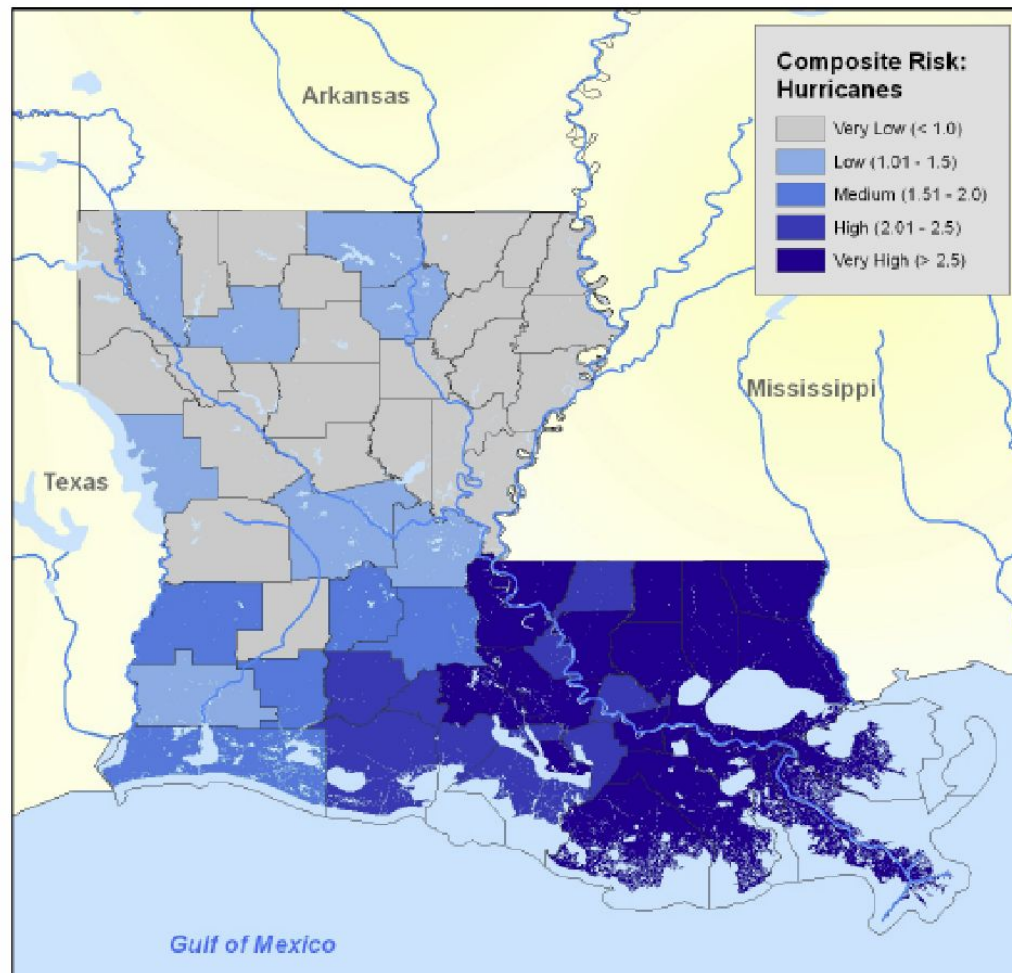 Composite Risk:
Hurricanes
Very Low (< 1.0)
Low (1.01 - 1.5)
Medium (1.51 - 2.0)
High (2.01 - 2.5)
Very High (> 2.5)
Arkansas
Mississippi
Texas
Gulf of Mexico